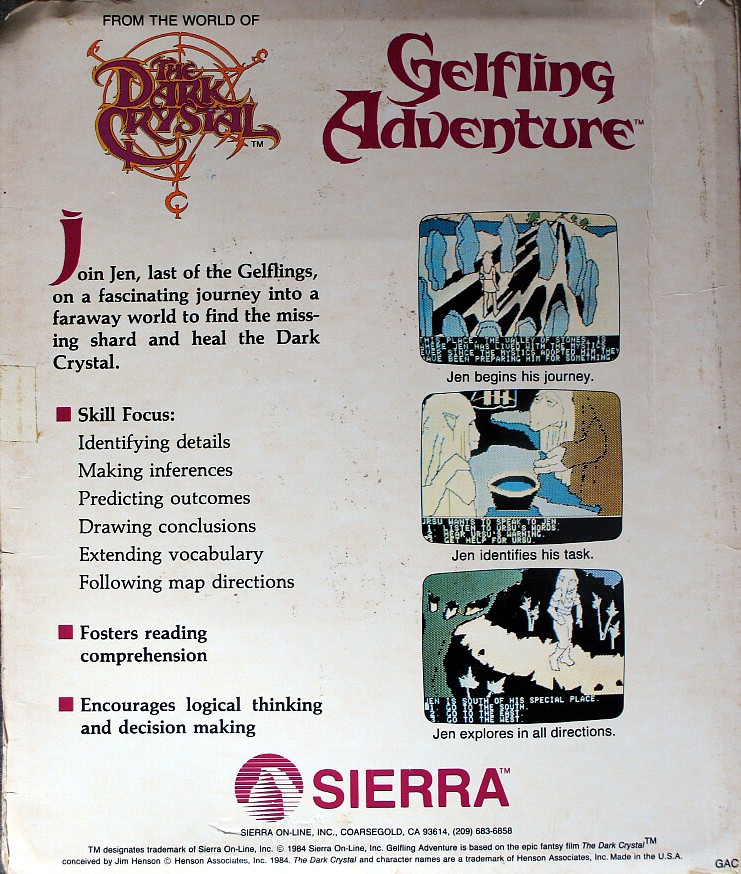 FROM THE WORLD OF
THE
DARK
CRYSTAL™
Gelfling
Adventure™
Join Jen, last of the Gelflings,
on a fascinating journey into a
faraway world to find the miss-
ing shard and heal the Dark
Crystal.
Skill Focus:
Identifying details
Making inferences
Predicting outcomes
Drawing conclusions
Extending vocabulary
Following map directions
Fosters reading
comprehension
Encourages logical thinking
and decision making
THIS PLACE, THE VALLEY OF STONES, IS
WHERE JEN HAS LIVED WITH THE MYSTICS
EVER SINCE THE MYSTICS ADOPTED HIM. THEY
HAVE BEEN PREPARING HIM FOR SOMETHING
Jen begins his journey.
URSU WANTS TO SPEAK TO JEN.
1. LISTEN TO URSU'S WORDS.
2. HEAR URSU'S WARNING.
3. GET HELP FOR URSU.
Jen identifies his task.
JEN IS SOUTH OF HIS SPECIAL PLACE.
1. GO TO THE SOUTH.
2. GO TO THE EAST.
3. GO TO THE WEST.
Jen explores in all directions.
SIERRA™
SIERRA ON-LINE, INC., COARSEGOLD, CA 93614, (209) 683-6858
TM designates trademark of Sierra On-Line, Inc. © 1984 Sierra On-Line, Inc. Gelfling Adventure is based on the epic fantsy film The Dark Crystal™
conceived by Jim Henson © Henson Associates, Inc. 1984. The Dark Crystal and character names are a trademark of Henson Associates, Inc. Made in the U.S.A.
GAC